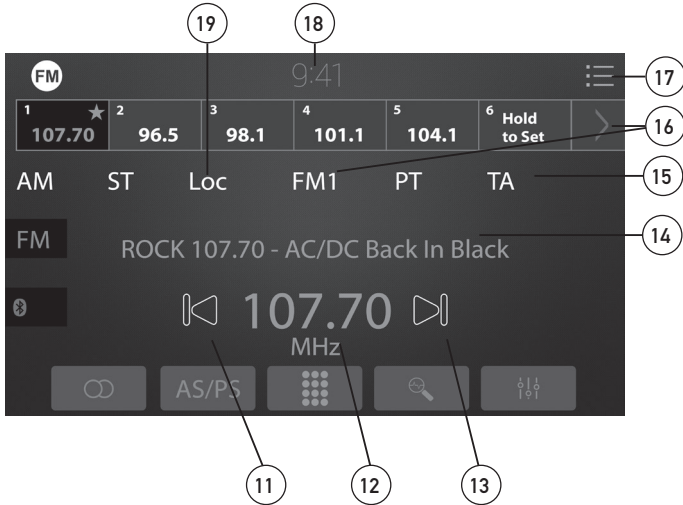 19 18
FM 9:41 17
1 107.70 2 96.5 3 98.1 4 101.1 5 104.1 6 Hold to Set 16
AM ST Loc FM1 PT TA 15
FM 14
ROCK 107.70 - AC/DC Back In Black
107.70
MHz
AS/PS
11 12 13